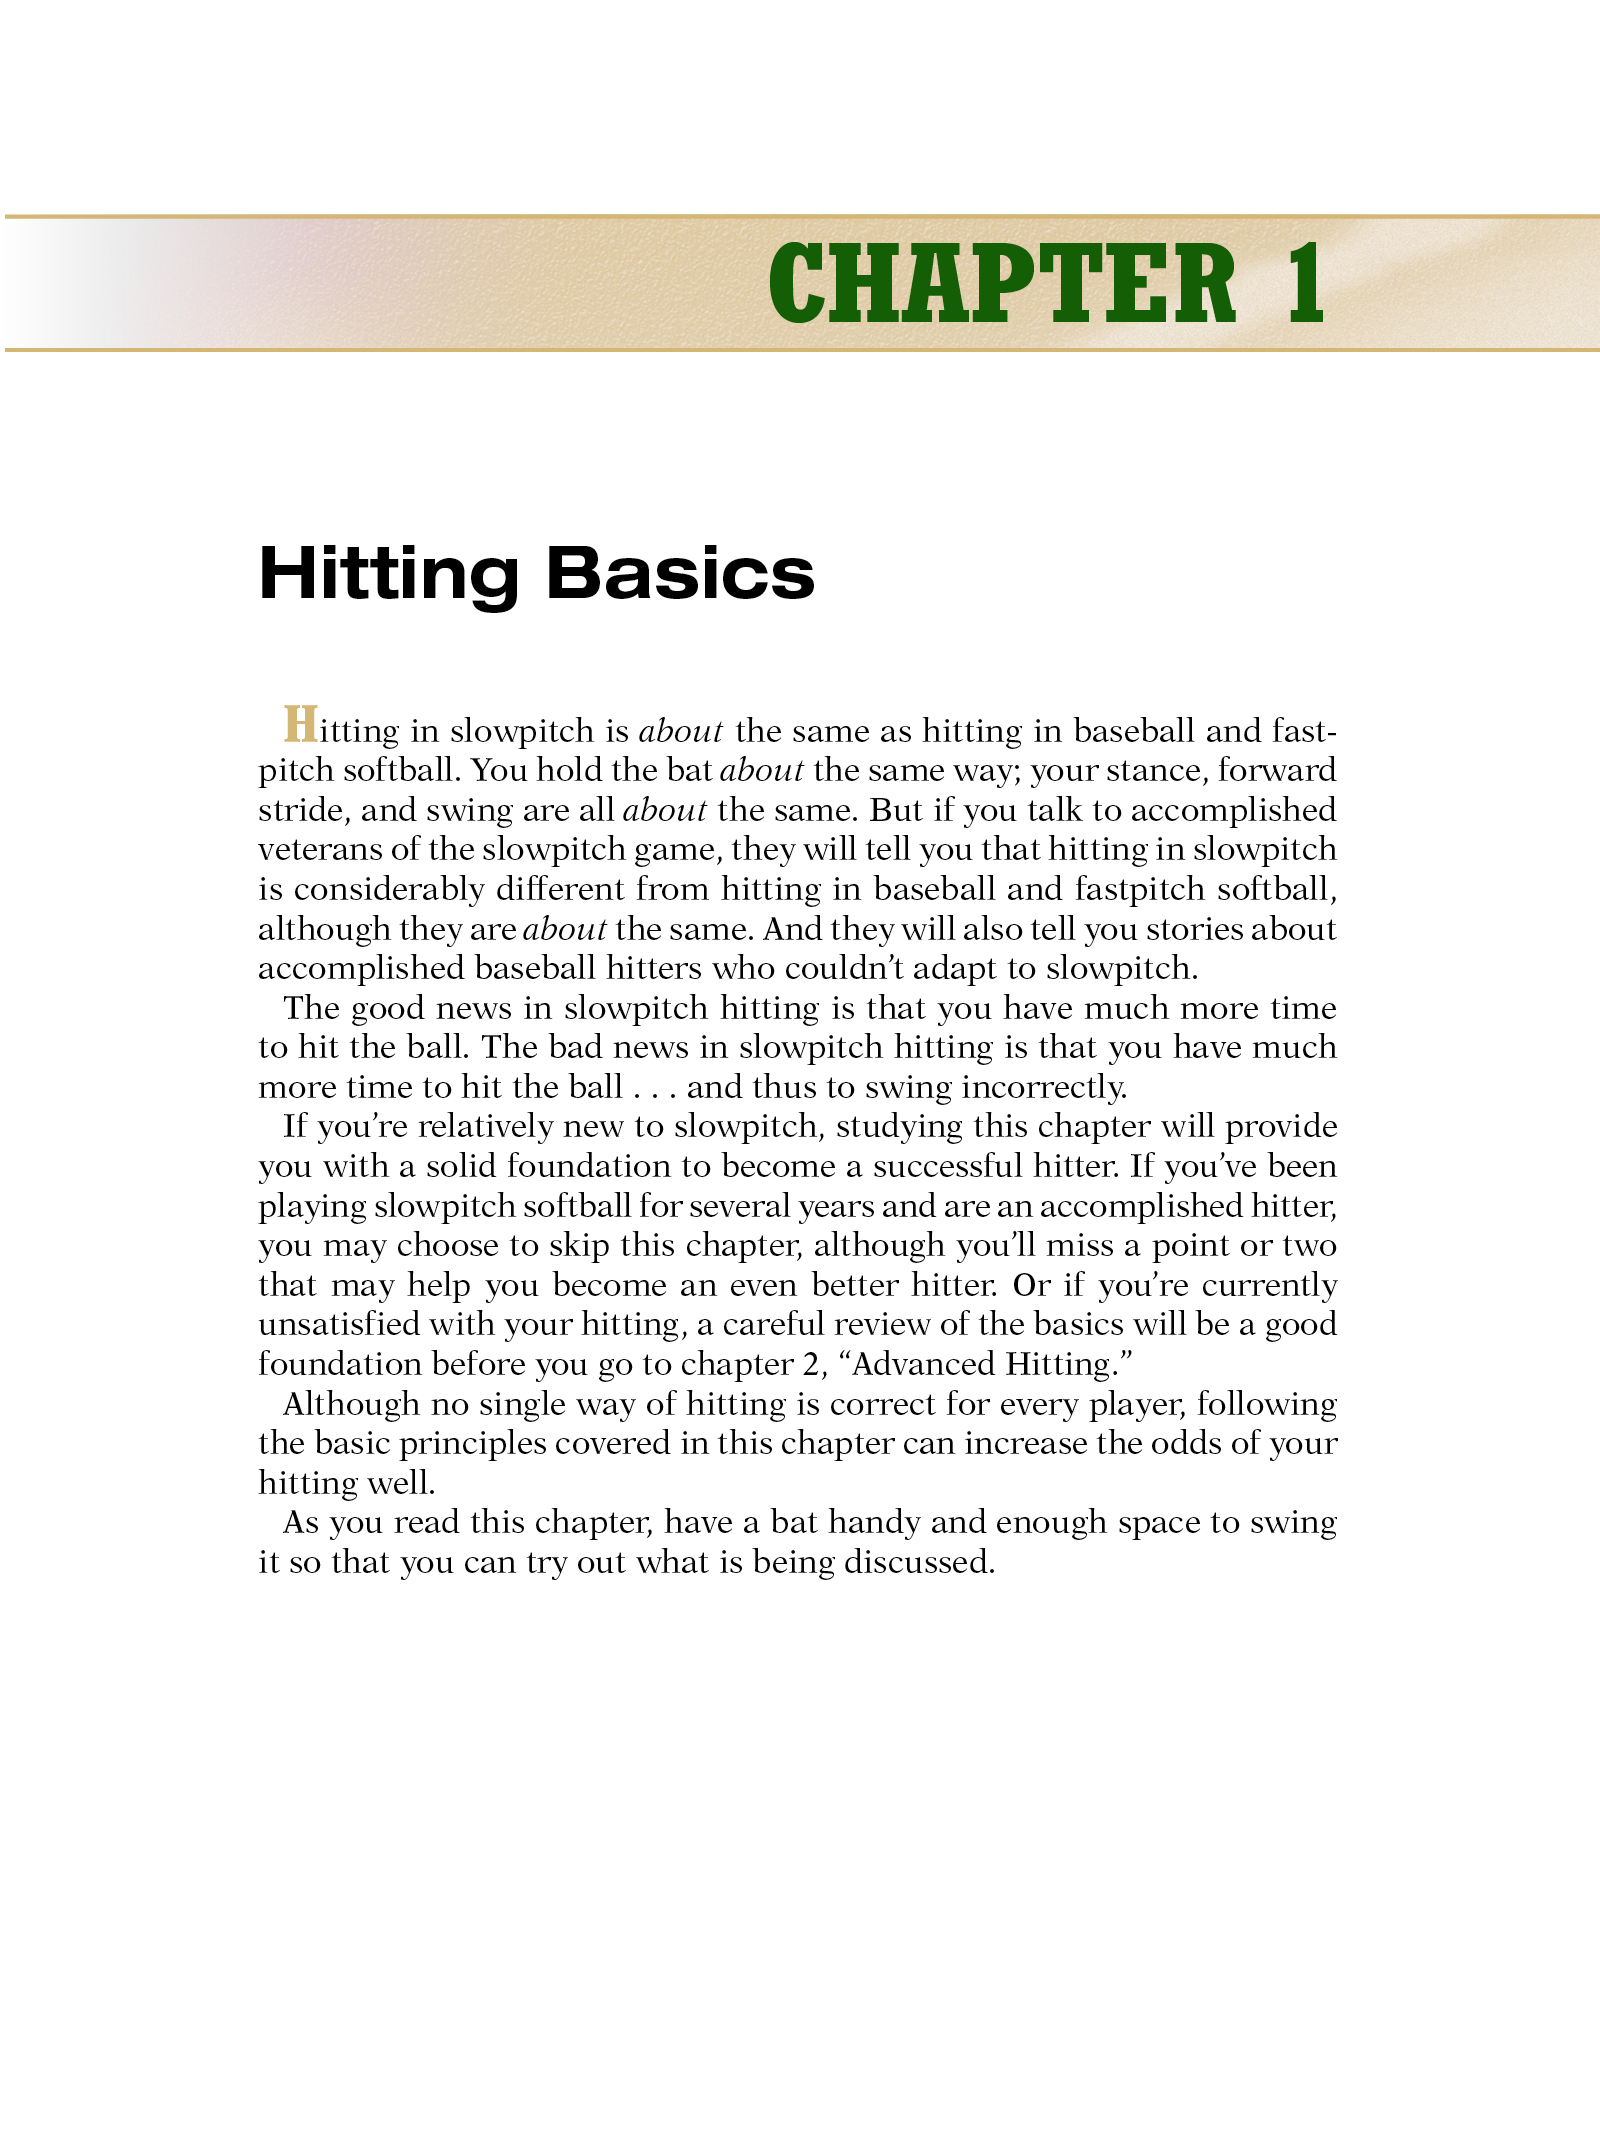 CHAPTER 1
Hitting Basics
Hitting in slowpitch is about the same as hitting in baseball and fast-
pitch softball. You hold the bat about the same way; your stance, forward
stride, and swing are all about the same. But if you talk to accomplished
veterans of the slowpitch game, they will tell you that hitting in slowpitch
is considerably different from hitting in baseball and fastpitch softball,
although they are about the same. And they will also tell you stories about
accomplished baseball hitters who couldn’t adapt to slowpitch.
The good news in slowpitch hitting is that you have much more time
to hit the ball. The bad news in slowpitch hitting is that you have much
more time to hit the ball . . . and thus to swing incorrectly.
If you’re relatively new to slowpitch, studying this chapter will provide
you with a solid foundation to become a successful hitter. If you’ve been
playing slowpitch softball for several years and are an accomplished hitter,
you may choose to skip this chapter, although you’ll miss a point or two
that may help you become an even better hitter. Or if you’re currently
unsatisfied with your hitting, a careful review of the basics will be a good
foundation before you go to chapter 2, “Advanced Hitting.”
Although no single way of hitting is correct for every player, following
the basic principles covered in this chapter can increase the odds of your
hitting well.
As you read this chapter, have a bat handy and enough space to swing
it so that you can try out what is being discussed.